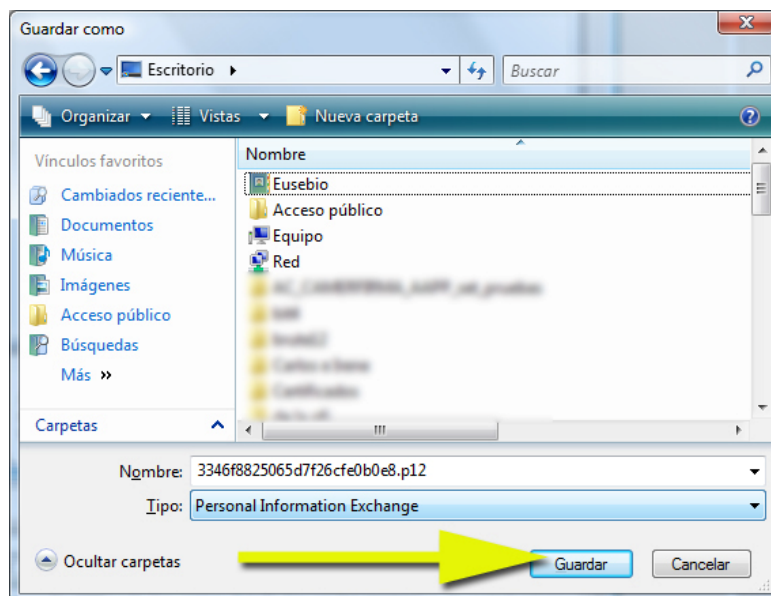 Guardar como
Escritorio
Buscar
Organizar Vistas Nueva carpeta
Vínculos favoritos
Cambiados reciente...
Documentos
Música
Imágenes
Acceso público
Búsquedas
Más »
Carpetas
Nombre
Eusebio
Acceso público
Equipo
Red
Nombre: 3346f8825065d7f26cfe0b0e8.p12
Tipo: Personal Information Exchange
Ocultar carpetas
Guardar Cancelar